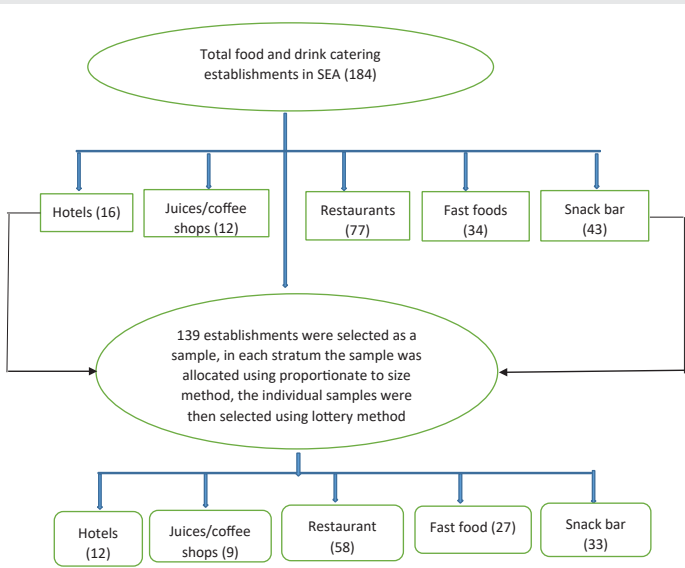 Total food and drink catering
establishments in SEA (184)
Hotels (16)
Juices/coffee
shops (12)
Restaurants
(77)
Fast foods
(34)
Snack bar
(43)
139 establishments were selected as a
sample, in each stratum the sample was
allocated using proportionate to size
method, the individual samples were
then selected using lottery method
Hotels
(12)
Juices/coffee
shops (9)
Restaurant
(58)
Fast food (27)
Snack bar
(33)